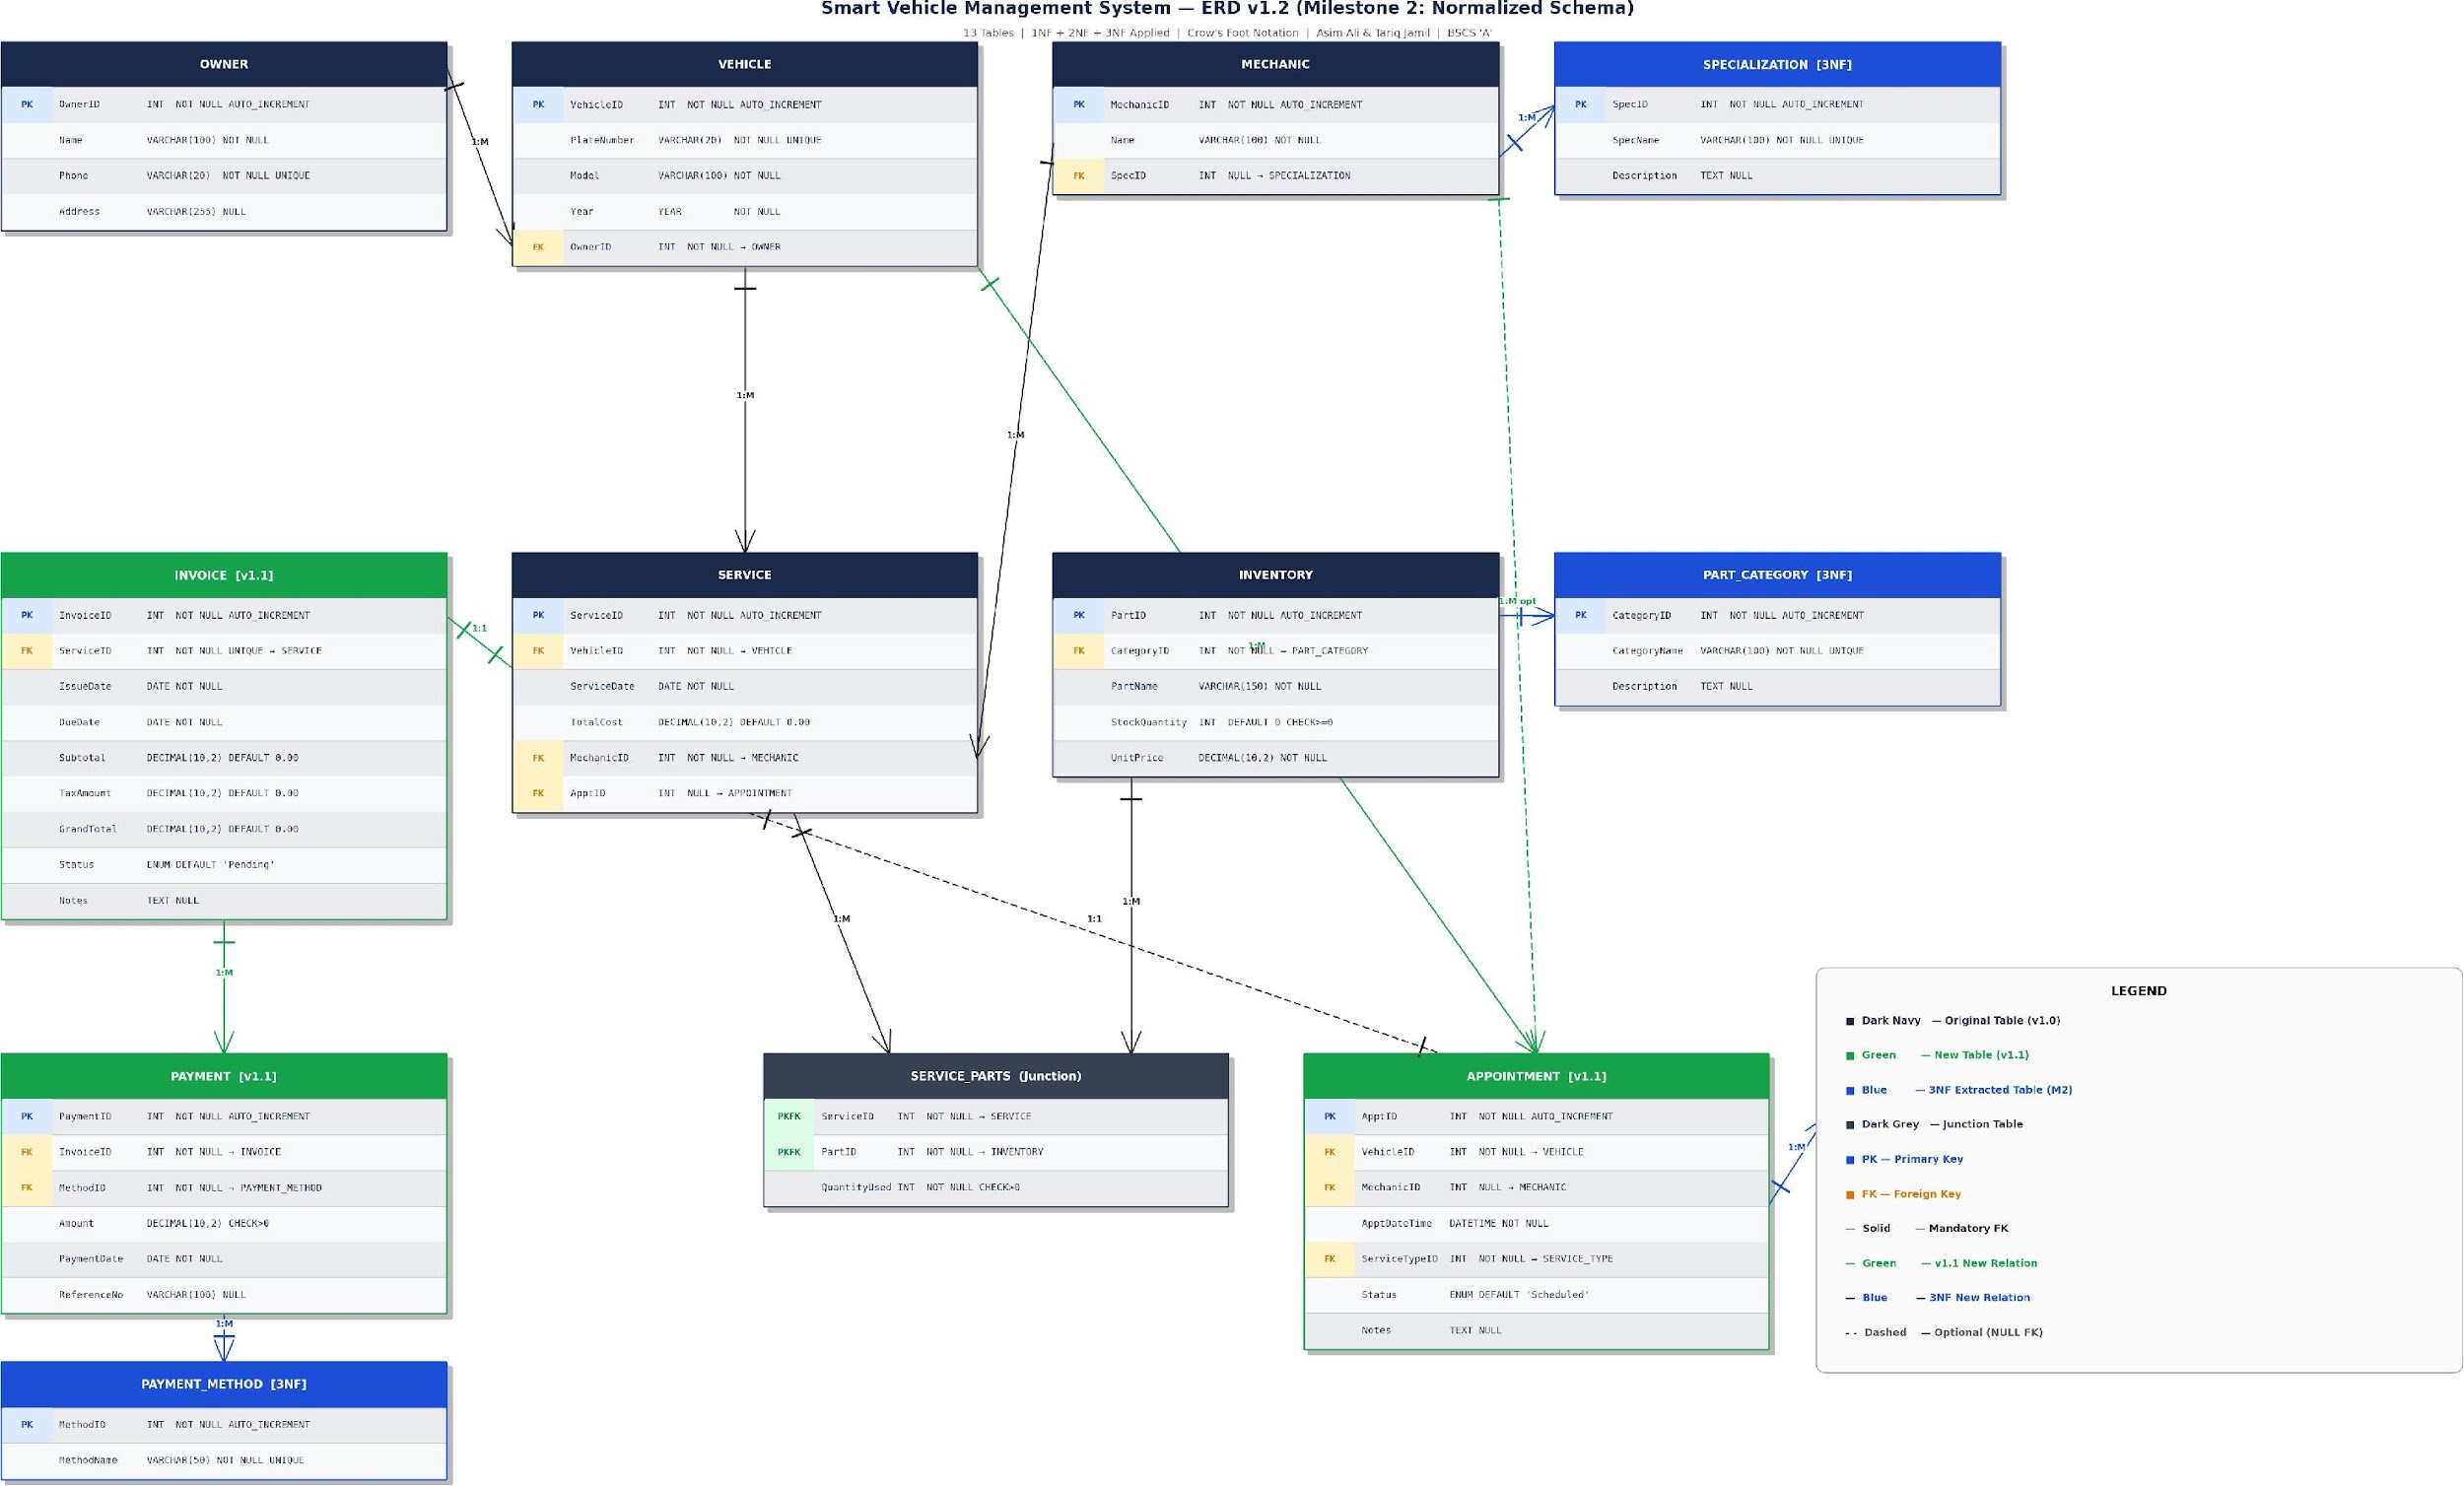 Smart Vehicle Management System — ERD v1.2 (Milestone 2: Normalized Schema)
13 Tables | 1NF + 2NF + 3NF Applied | Crow's Foot Notation | Asim Ali & Tariq Jamil | BSCS 'A'
OWNER
PK OwnerID INT NOT NULL AUTO_INCREMENT
Name VARCHAR(100) NOT NULL
Phone VARCHAR(20) NOT NULL UNIQUE
Address VARCHAR(255) NULL
1:M
VEHICLE
PK VehicleID INT NOT NULL AUTO_INCREMENT
PlateNumber VARCHAR(20) NOT NULL UNIQUE
Model VARCHAR(100) NOT NULL
Year YEAR NOT NULL
FK OwnerID INT NOT NULL → OWNER
MECHANIC
PK MechanicID INT NOT NULL AUTO_INCREMENT
Name VARCHAR(100) NOT NULL
FK SpecID INT NULL → SPECIALIZATION
1:M
SPECIALIZATION [3NF]
PK SpecID INT NOT NULL AUTO_INCREMENT
SpecName VARCHAR(100) NOT NULL UNIQUE
Description TEXT NULL
1:M
1:M
INVOICE [v1.1]
PK InvoiceID INT NOT NULL AUTO_INCREMENT
FK ServiceID INT NOT NULL UNIQUE → SERVICE
IssueDate DATE NOT NULL
DueDate DATE NOT NULL
Subtotal DECIMAL(10,2) DEFAULT 0.00
TaxAmount DECIMAL(10,2) DEFAULT 0.00
GrandTotal DECIMAL(10,2) DEFAULT 0.00
Status ENUM DEFAULT 'Pending'
Notes TEXT NULL
1:1
SERVICE
PK ServiceID INT NOT NULL AUTO_INCREMENT
FK VehicleID INT NOT NULL → VEHICLE
ServiceDate DATE NOT NULL
TotalCost DECIMAL(10,2) DEFAULT 0.00
FK MechanicID INT NOT NULL → MECHANIC
FK ApptID INT NULL → APPOINTMENT
INVENTORY
PK PartID INT NOT NULL AUTO_INCREMENT
FK CategoryID INT NOT NULL → PART_CATEGORY
1:M
PartName VARCHAR(150) NOT NULL
StockQuantity INT DEFAULT 0 CHECK>=0
UnitPrice DECIMAL(10,2) NOT NULL
1:M opt
PART_CATEGORY [3NF]
PK CategoryID INT NOT NULL AUTO_INCREMENT
CategoryName VARCHAR(100) NOT NULL UNIQUE
Description TEXT NULL
1:M
1:M
1:1
1:M
PAYMENT [v1.1]
PK PaymentID INT NOT NULL AUTO_INCREMENT
FK InvoiceID INT NOT NULL → INVOICE
FK MethodID INT NOT NULL → PAYMENT_METHOD
Amount DECIMAL(10,2) CHECK>0
PaymentDate DATE NOT NULL
ReferenceNo VARCHAR(100) NULL
1:M
SERVICE_PARTS (Junction)
PKFK ServiceID INT NOT NULL → SERVICE
PKFK PartID INT NOT NULL → INVENTORY
QuantityUsed INT NOT NULL CHECK>0
APPOINTMENT [v1.1]
PK ApptID INT NOT NULL AUTO_INCREMENT
FK VehicleID INT NOT NULL → VEHICLE
FK MechanicID INT NULL → MECHANIC
ApptDateTime DATETIME NOT NULL
FK ServiceTypeID INT NOT NULL → SERVICE_TYPE
Status ENUM DEFAULT 'Scheduled'
Notes TEXT NULL
1:M
LEGEND
■ Dark Navy — Original Table (v1.0)
■ Green — New Table (v1.1)
■ Blue — 3NF Extracted Table (M2)
■ Dark Grey — Junction Table
■ PK — Primary Key
■ FK — Foreign Key
— Solid — Mandatory FK
— Green — v1.1 New Relation
— Blue — 3NF New Relation
- - Dashed — Optional (NULL FK)
PAYMENT_METHOD [3NF]
PK MethodID INT NOT NULL AUTO_INCREMENT
MethodName VARCHAR(50) NOT NULL UNIQUE